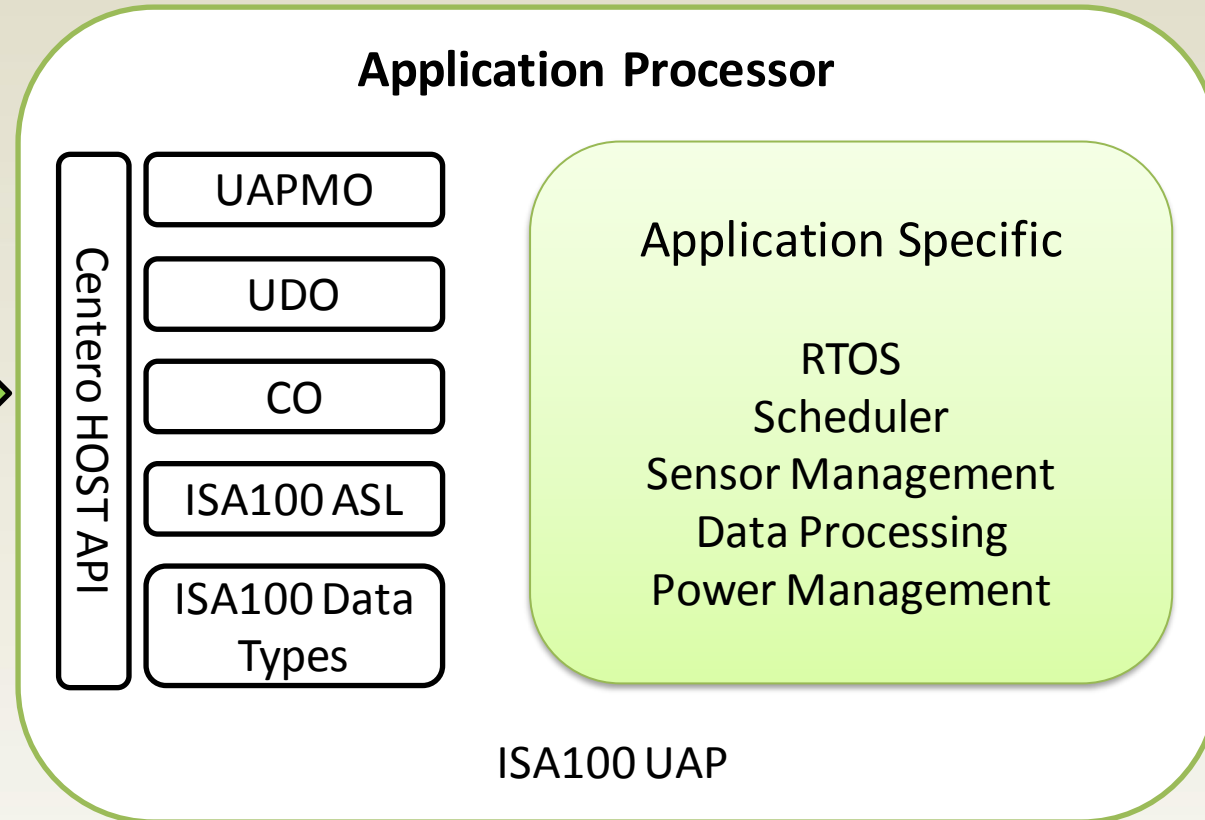 Application Processor
Centero HOST API
UAPMO
UDO
CO
ISA100 ASL
ISA100 Data
Types
Application Specific
RTOS
Scheduler
Sensor Management
Data Processing
Power Management
ISA100 UAP